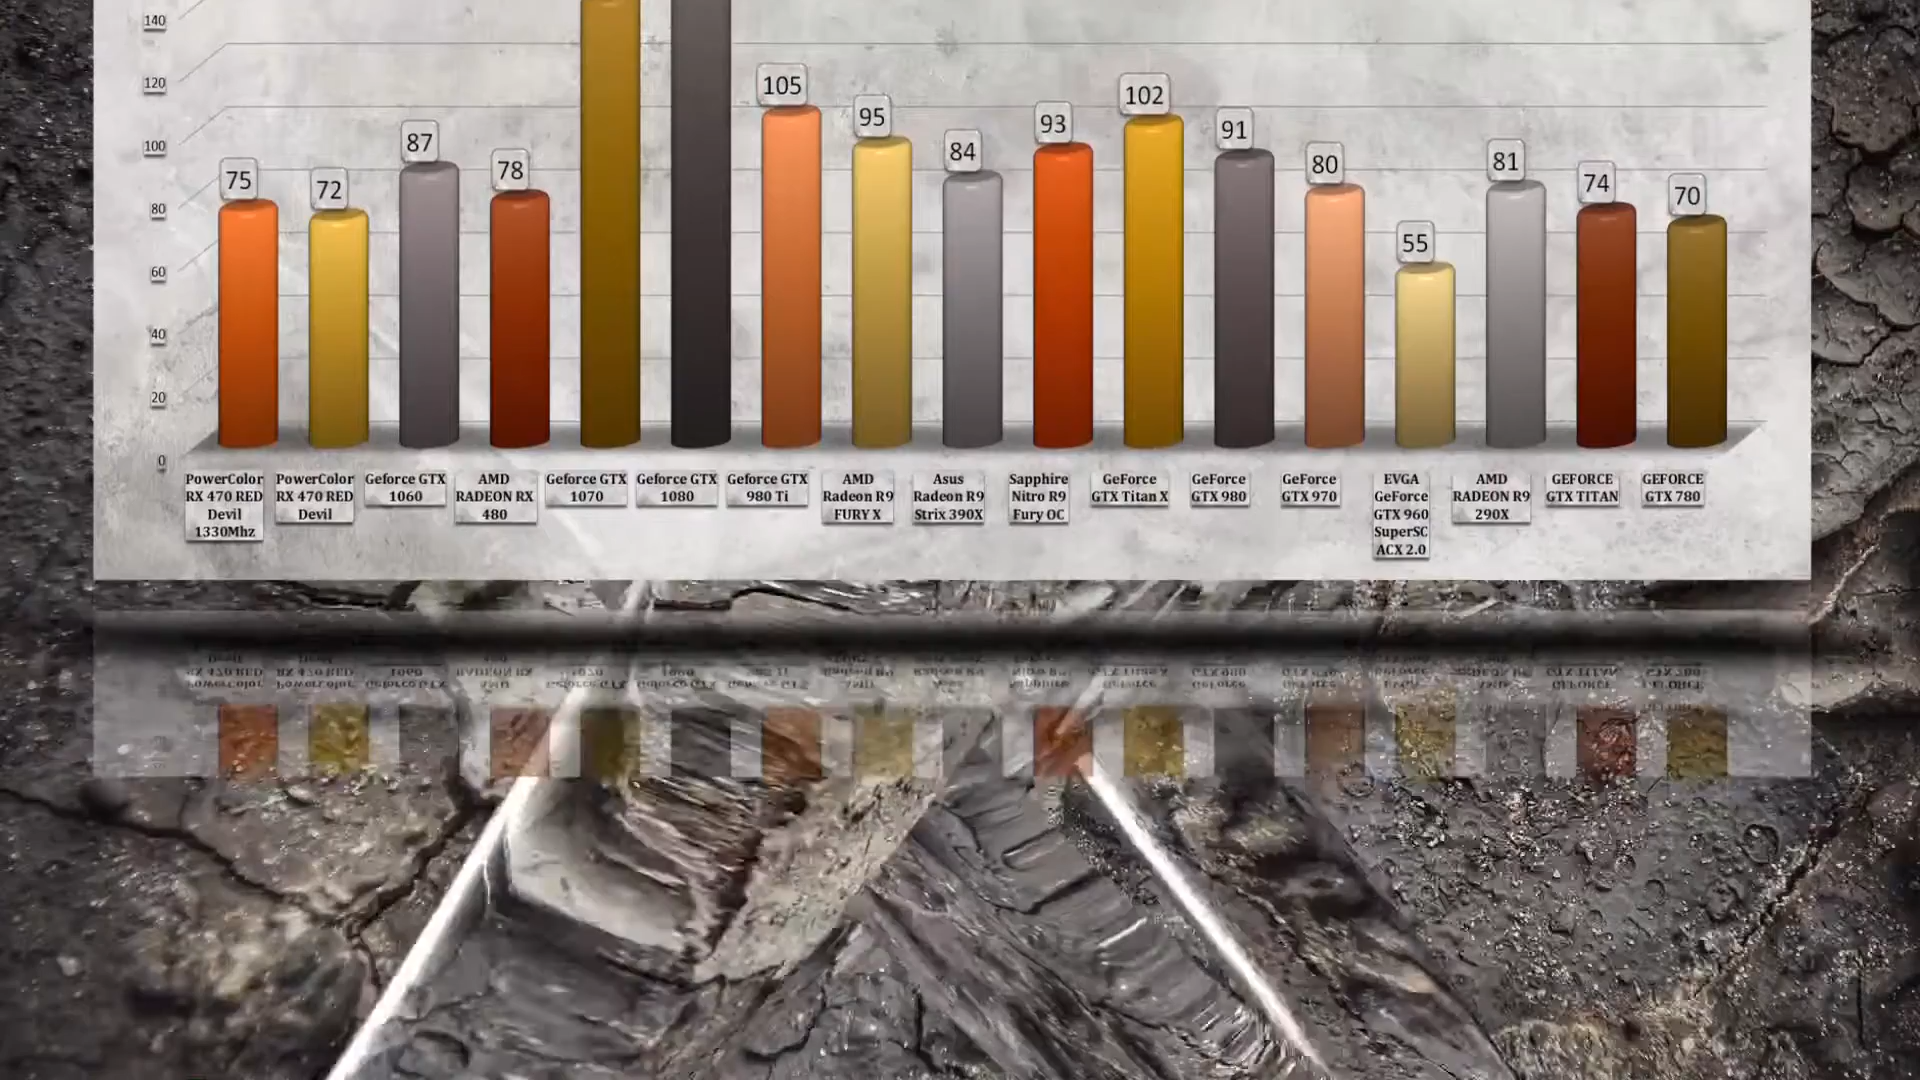 140
120
100
80
60
40
20
0
105
102
95
93
91
87
84
81
80
78
75
74
72
70
55
PowerColor
RX 470 RED
Devil
1330Mhz
PowerColor
RX 470 RED
Devil
Geforce GTX
1060
AMD
RADEON RX
480
Geforce GTX
1070
Geforce GTX
1080
Geforce GTX
980 Ti
AMD
Radeon R9
FURY X
Asus
Radeon R9
Strix 390X
Sapphire
Nitro R9
Fury OC
GeForce
GTX Titan X
GeForce
GTX 980
GeForce
GTX 970
EVGA
GeForce
GTX 960
SuperSC
ACX 2.0
AMD
RADEON R9
290X
GEFORCE
GTX TITAN
GEFORCE
GTX 780